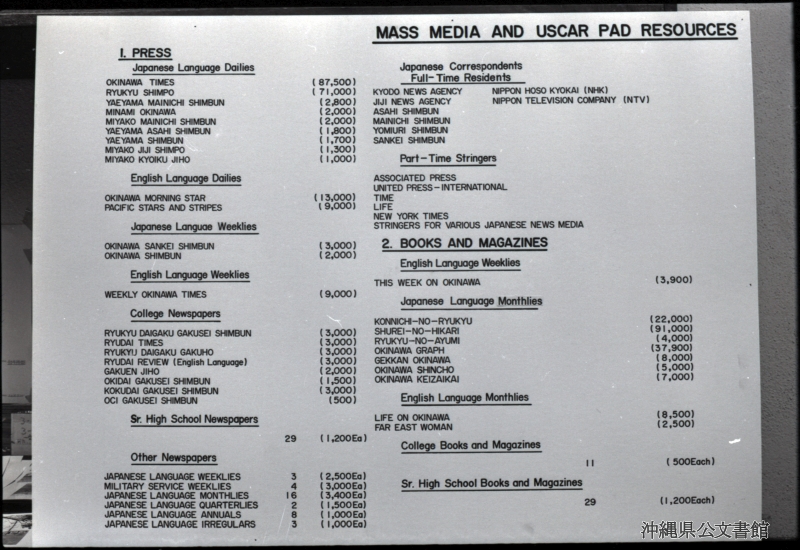 MASS MEDIA AND USCAR PAD RESOURCES
1. PRESS
Japanese Language Dailies
OKINAWA TIMES (87,500)
RYUKYU SHIMPO (71,000)
YAEYAMA MAINICHI SHIMBUN (2,800)
MINAMI OKINAWA (2,000)
MIYAKO MAINICHI SHIMBUN (2,000)
YAEYAMA ASAHI SHIMBUN (1,800)
YAEYAMA SHIMBUN (1,700)
MIYAKO JIJI SHIMPO (1,300)
MIYAKO KYOIKU JIHO (1,000)
English Language Dailies
OKINAWA MORNING STAR (13,000)
PACIFIC STARS AND STRIPES (9,000)
Japanese Languae Weeklies
OKINAWA SANKEI SHIMBUN (3,000)
OKINAWA SHIMBUN (2,000)
English Language Weeklies
WEEKLY OKINAWA TIMES (9,000)
College Newspapers
RYUKYU DAIGAKU GAKUSEI SHIMBUN (3,000)
RYUDAI TIMES (3,000)
RYUKYU DAIGAKU GAKUHO (3,000)
RYUDAI REVIEW (English Language) (3,000)
GAKUEN JIHO (2,000)
OKIDAI GAKUSEI SHIMBUN (1,500)
KOKUDAI GAKUSEI SHIMBUN (3,000)
OCI GAKUSEI SHIMBUN (500)
Sr. High School Newspapers
29 (1,200Ea)
Other Newspapers
JAPANESE LANGUAGE WEEKLIES 3 (2,500Ea)
MILITARY SERVICE WEEKLIES 4 (3,000Ea)
JAPANESE LANGUAGE MONTHLIES 16 (3,400Ea)
JAPANESE LANGUAGE QUARTERLIES 2 (1,500Ea)
JAPANESE LANGUAGE ANNUALS 8 (1,000Ea)
JAPANESE LANGUAGE IRREGULARS 3 (1,000Ea)
Japanese Correspondents
Full-Time Residents
KYODO NEWS AGENCY NIPPON HOSO KYOKAI (NHK)
JIJI NEWS AGENCY NIPPON TELEVISION COMPANY (NTV)
ASAHI SHIMBUN
MAINICHI SHIMBUN
YOMIURI SHIMBUN
SANKEI SHIMBUN
Part-Time Stringers
ASSOCIATED PRESS
UNITED PRESS-INTERNATIONAL
TIME
LIFE
NEW YORK TIMES
STRINGERS FOR VARIOUS JAPANESE NEWS MEDIA
2. BOOKS AND MAGAZINES
English Language Weeklies
THIS WEEK ON OKINAWA (3,900)
Japanese Language Monthlies
KONNICHI-NO-RYUKYU (22,000)
SHUREI-NO-HIKARI (91,000)
RYUKYU-NO-AYUMI (4,000)
OKINAWA GRAPH (37,900)
GEKKAN OKINAWA (8,000)
OKINAWA SHINCHO (5,000)
OKINAWA KEIZAIKAI (7,000)
English Language Monthlies
LIFE ON OKINAWA (8,500)
FAR EAST WOMAN (2,500)
College Books and Magazines
11 (500Each)
Sr. High School Books and Magazines
29 (1,200Each)
沖縄県公文書館